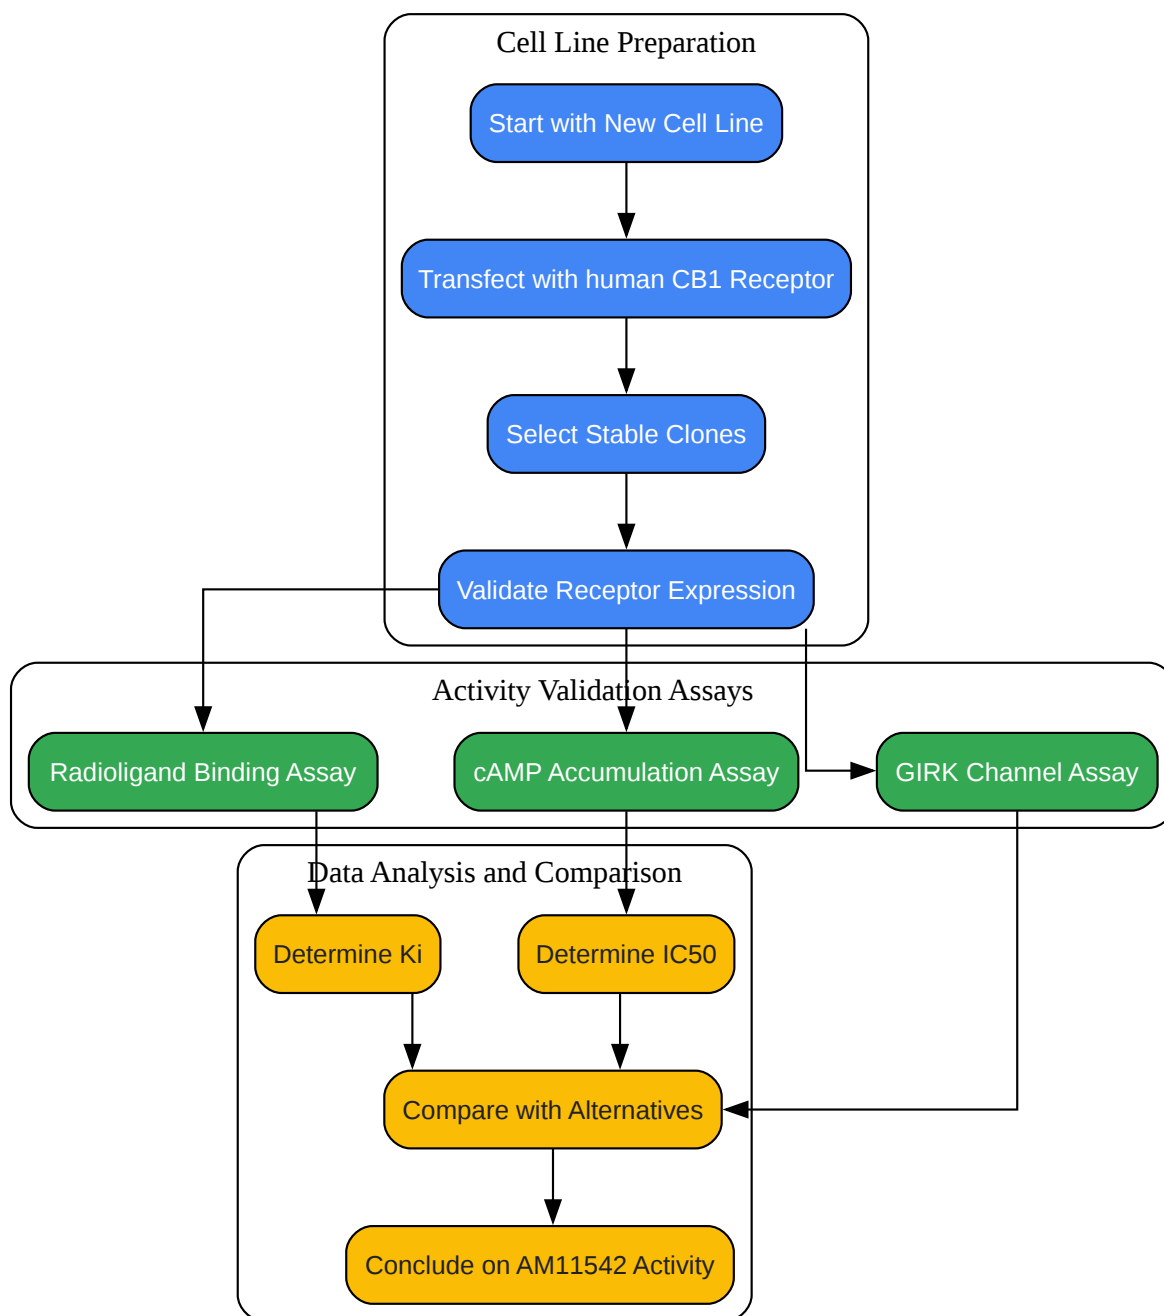 Cell Line Preparation
Start with New Cell Line
Transfect with human CB1 Receptor
Select Stable Clones
Validate Receptor Expression
Activity Validation Assays
Radioligand Binding Assay
cAMP Accumulation Assay
GIRK Channel Assay
Data Analysis and Comparison
Determine Ki
Determine IC50
Compare with Alternatives
Conclude on AM11542 Activity